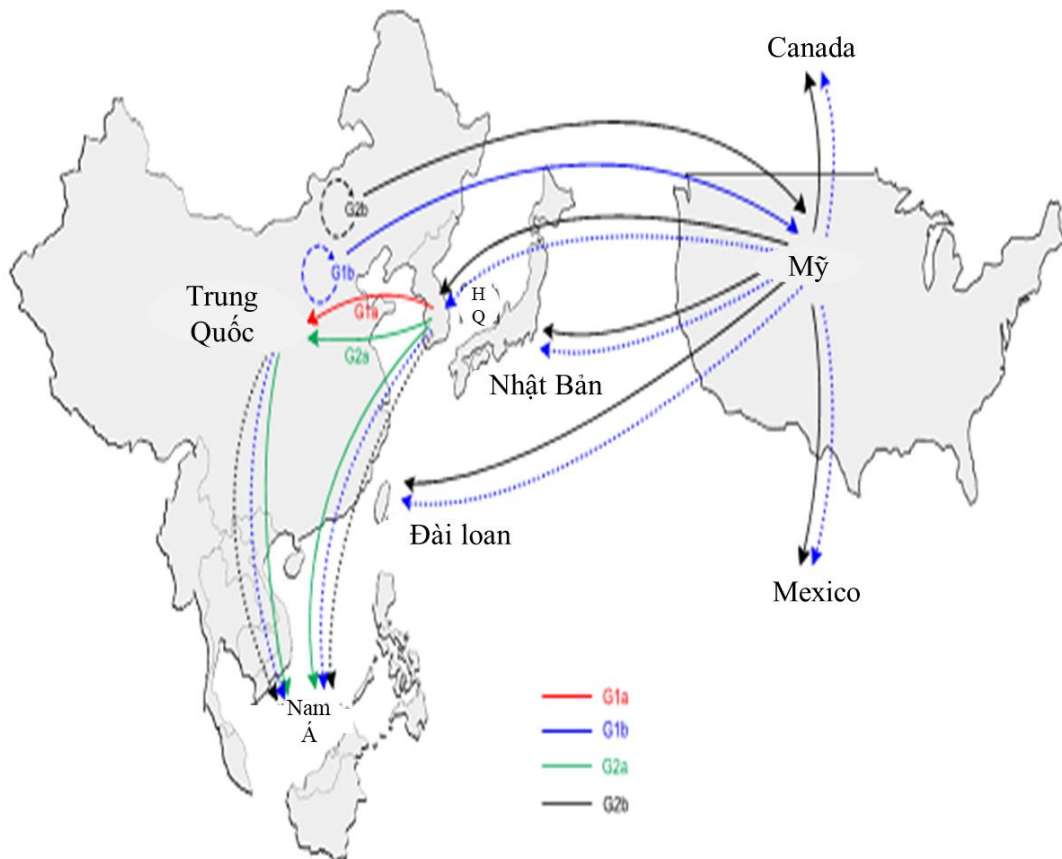 Canada
G2b
G1b
Mỹ
H
Q
Trung
Quốc
G1a
G2a
Nhật Bản
Đài loan
Mexico
Nam
Á
G1a
G1b
G2a
G2b